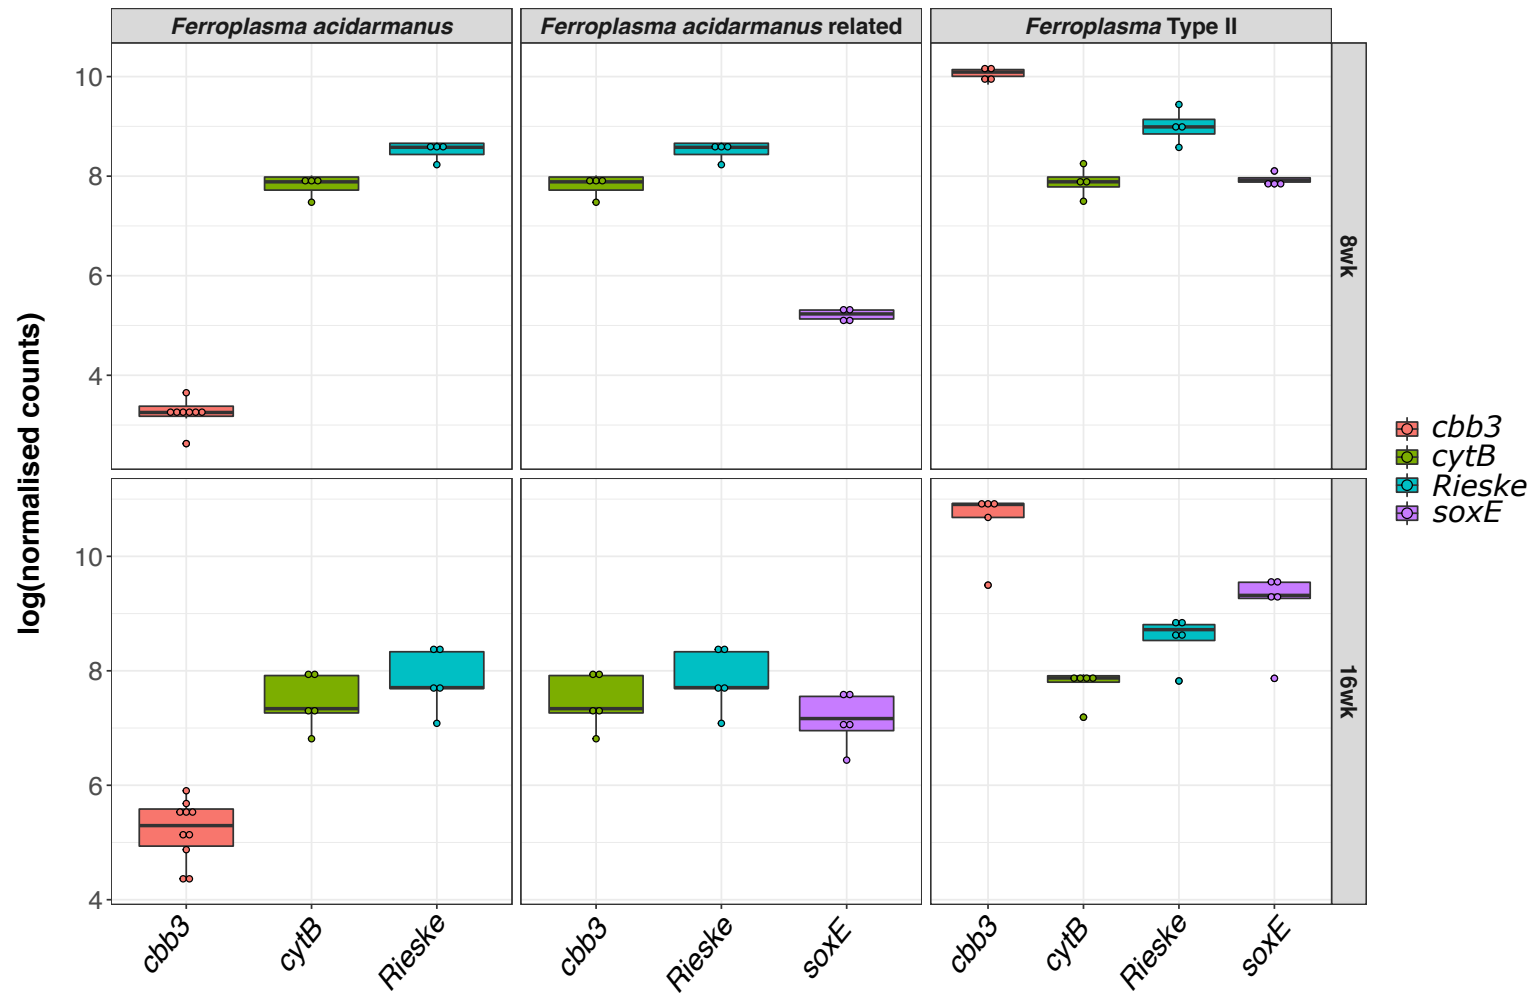 Ferroplasma acidarmanus
Ferroplasma acidarmanus related
Ferroplasma Type II
log(normalised counts)
10
8
6
4
8wk
10
8
6
4
16wk
cbb3
cytB
Rieske
cbb3
Rieske
soxE
cbb3
cytB
Rieske
soxE
cbb3
cytB
Rieske
soxE